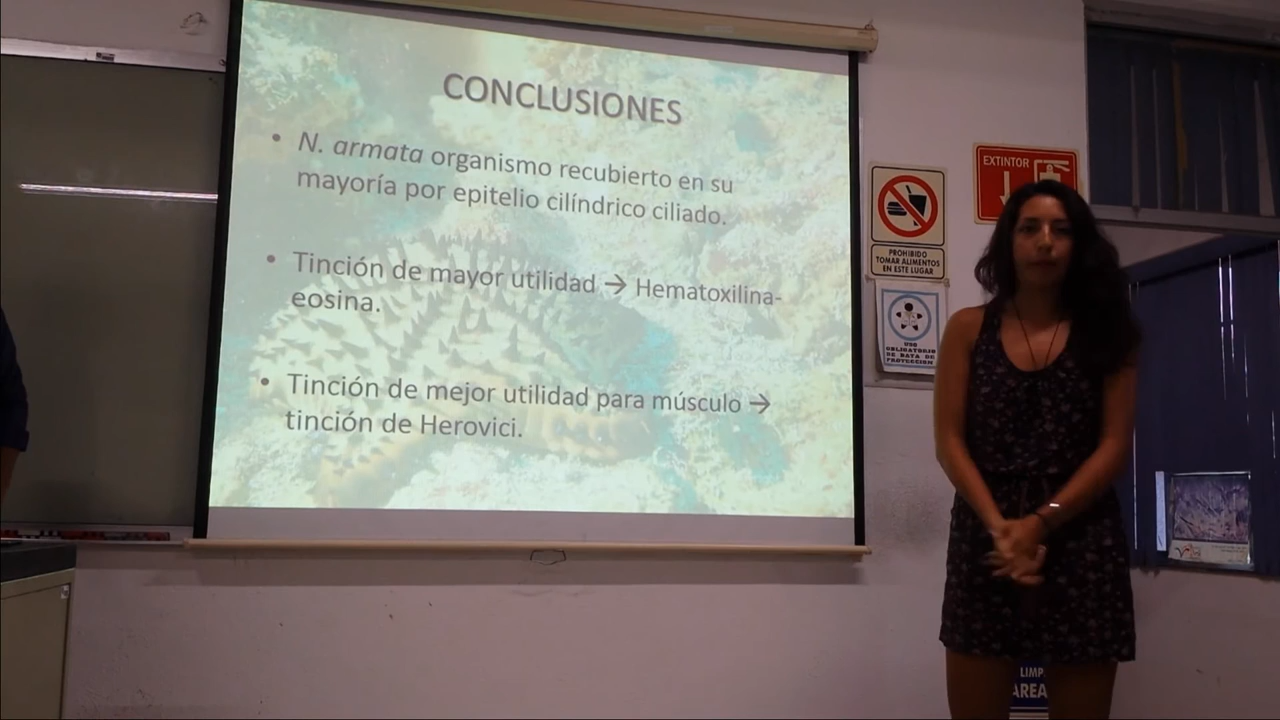 CONCLUSIONES
• N. armata organismo recubierto en su
mayoría por epitelio cilíndrico ciliado.
• Tinción de mayor utilidad → Hematoxilina-
eosina.
• Tinción de mejor utilidad para músculo →
tinción de Herovici.
EXTINTOR
PROHIBIDO
TOMAR ALIMENTOS
EN ESTE LUGAR
USO
OBLIGATORIO
DE BATA DE
PROTECCION
LIMP
AREA